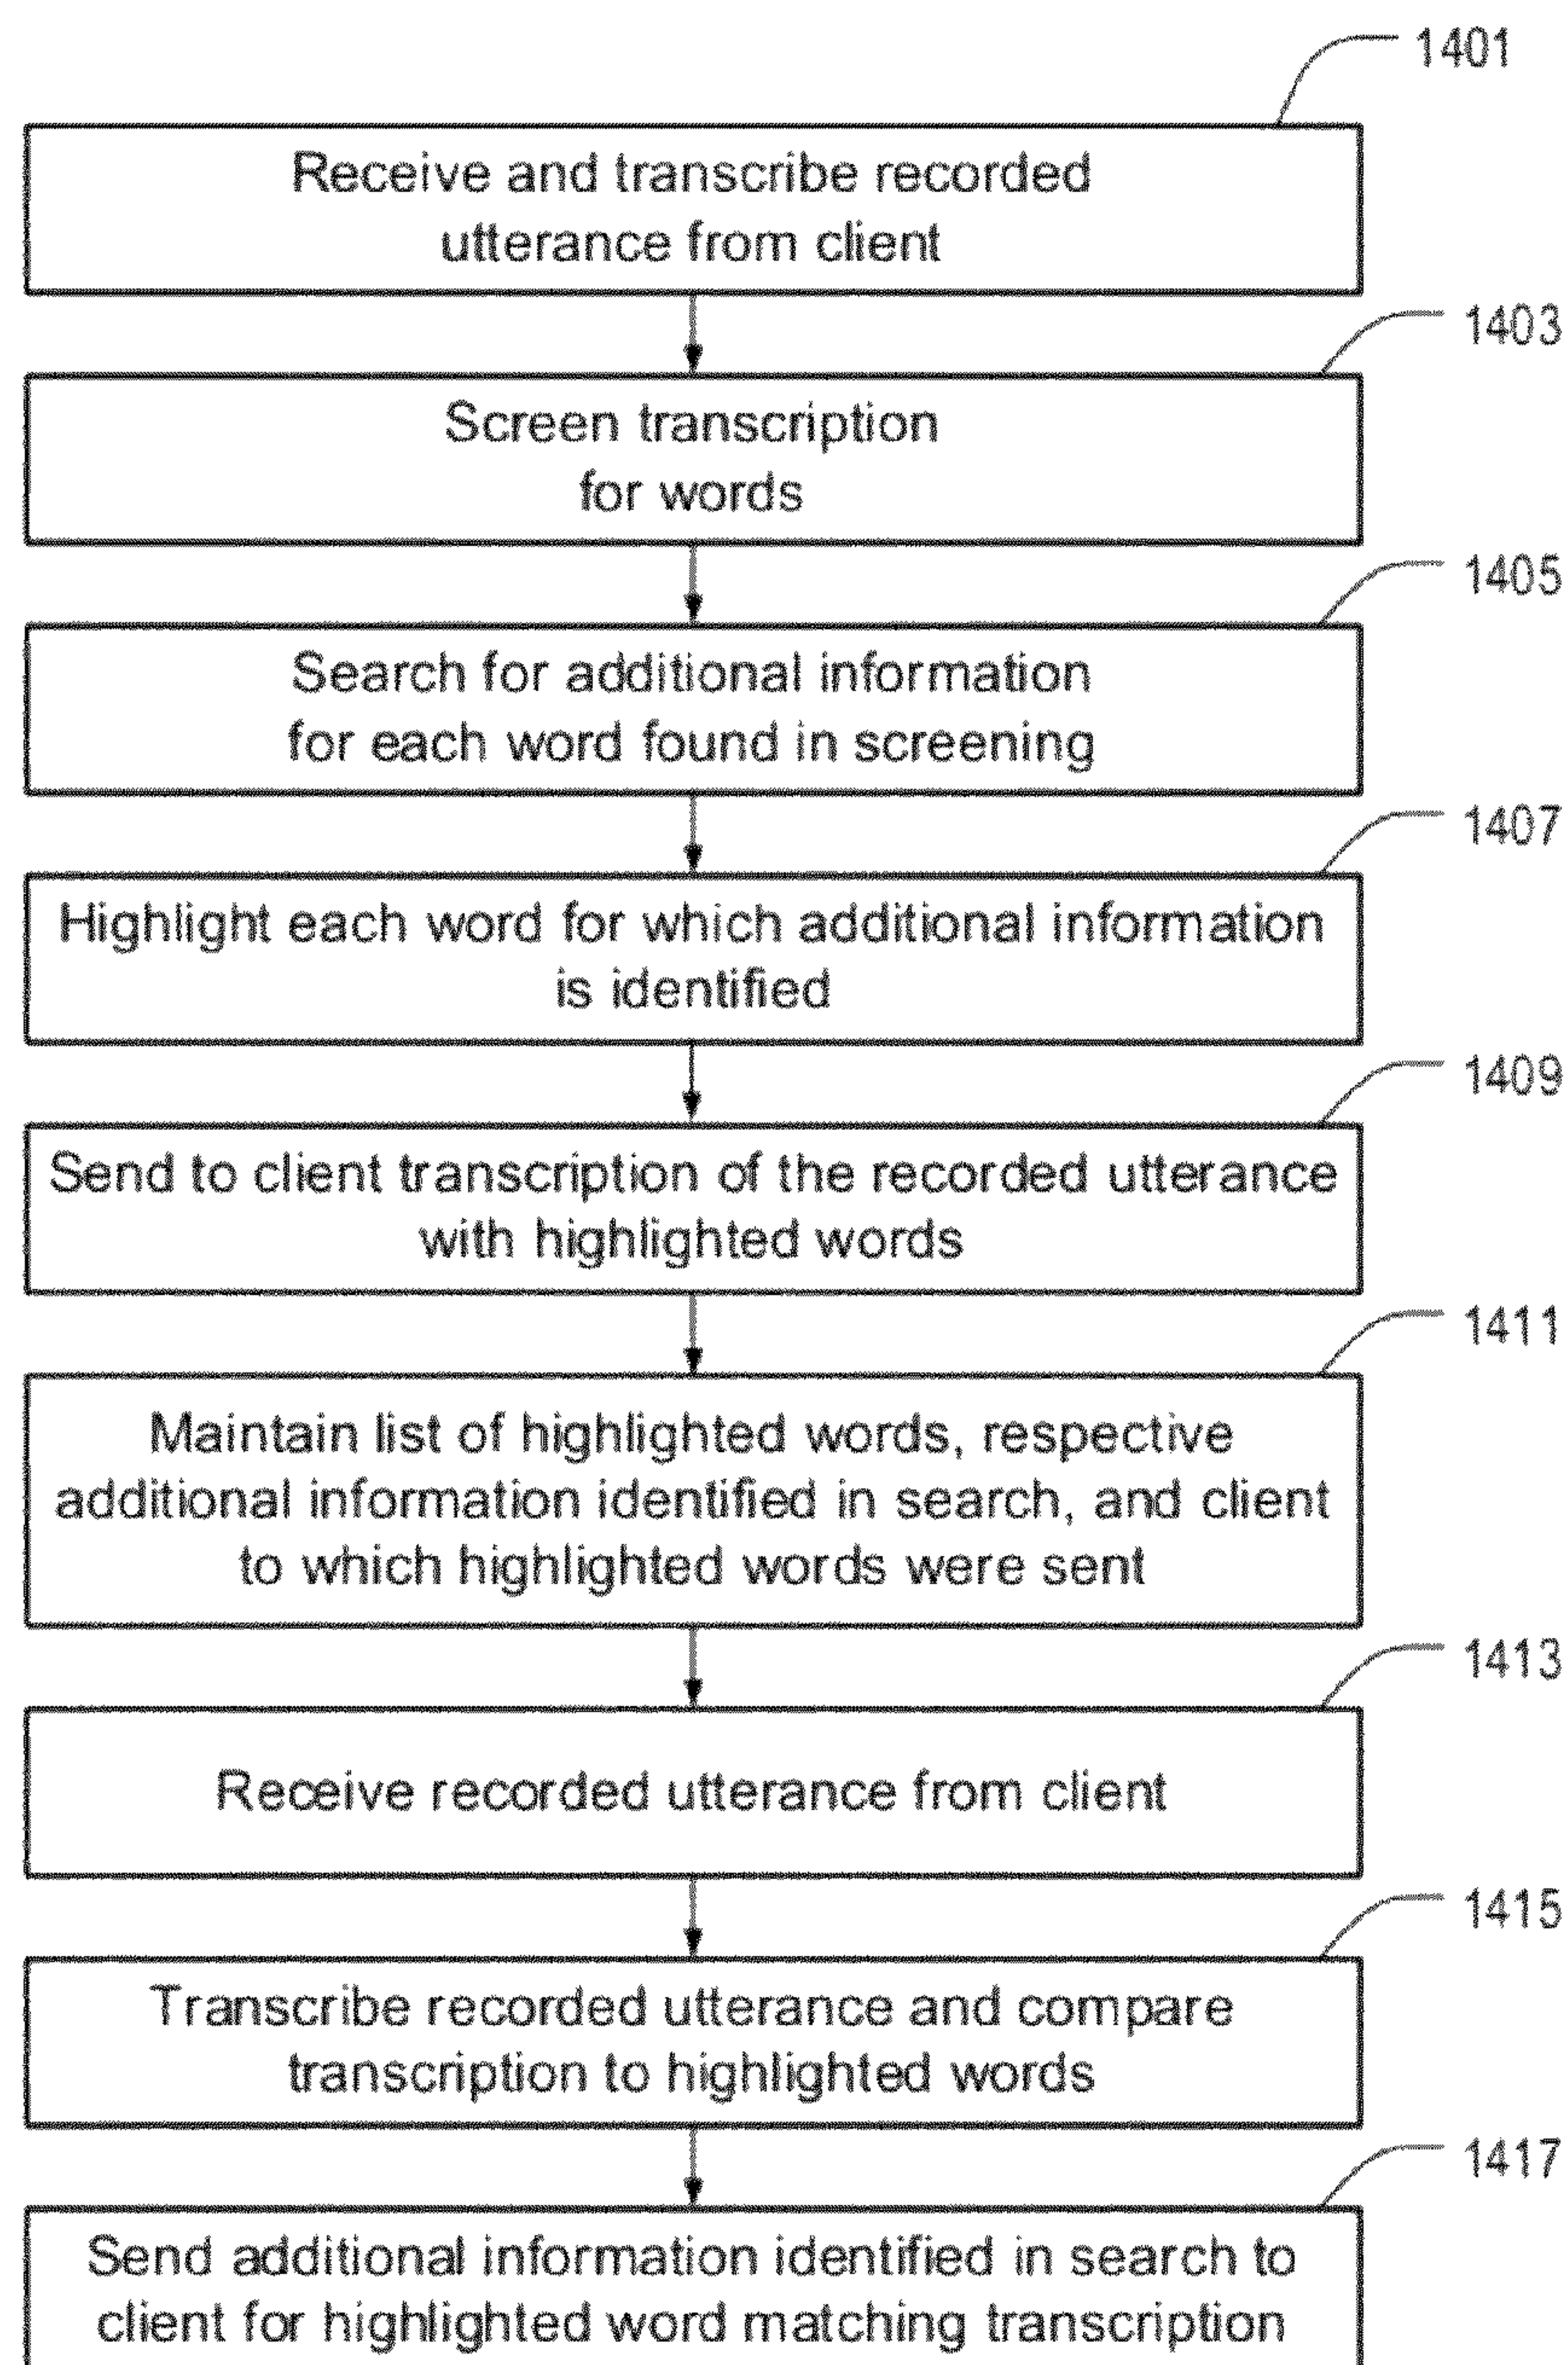 1401
Receive and transcribe recorded
utterance from client
1403
Screen transcription
for words
1405
Search for additional information
for each word found in screening
1407
Highlight each word for which additional information
is identified
1409
Send to client transcription of the recorded utterance
with highlighted words
1411
Maintain list of highlighted words, respective
additional information identified in search, and client
to which highlighted words were sent
1413
Receive recorded utterance from client
1415
Transcribe recorded utterance and compare
transcription to highlighted words
1417
Send additional information identified in search to
client for highlighted word matching transcription